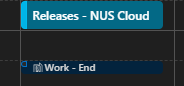 Releases - NUS Cloud
Work - End